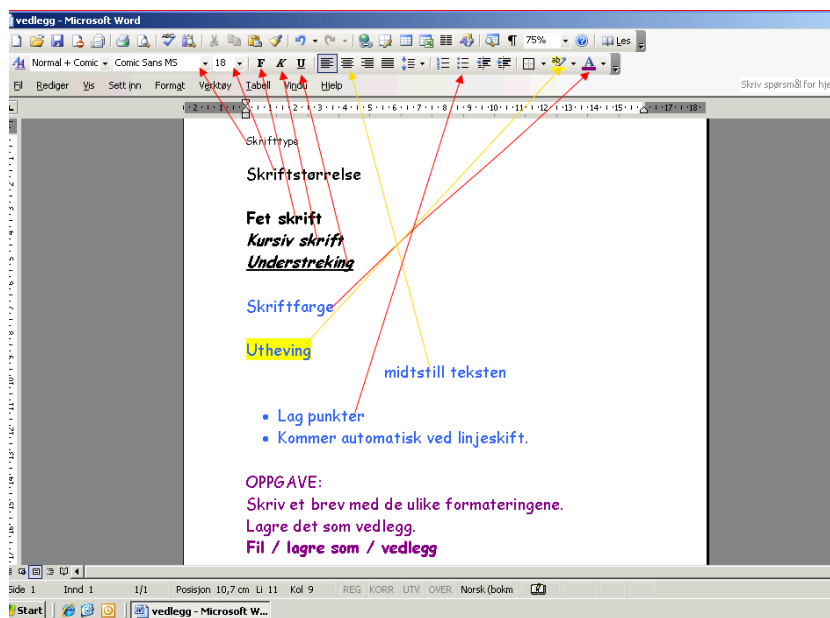 vedlegg - Microsoft Word
75% Les
Normal + Comic Comic Sans MS 18 F K U
Fil Rediger Vis Sett inn Format Verktøy Tabell Vindu Hjelp Skriv spørsmål for hje
Skrifttype
Skriftstørrelse
Fet skrift
Kursiv skrift
Understreking
Skriftfarge
Utheving
midtstill teksten
• Lag punkter
• Kommer automatisk ved linjeskift.
OPPGAVE:
Skriv et brev med de ulike formateringene.
Lagre det som vedlegg.
Fil / lagre som / vedlegg
Side 1 Innd 1 1/1 Posisjon 10,7 cm Li 11 Kol 9 REG KORR UTV OVER Norsk (bokm
Start vedlegg - Microsoft W...